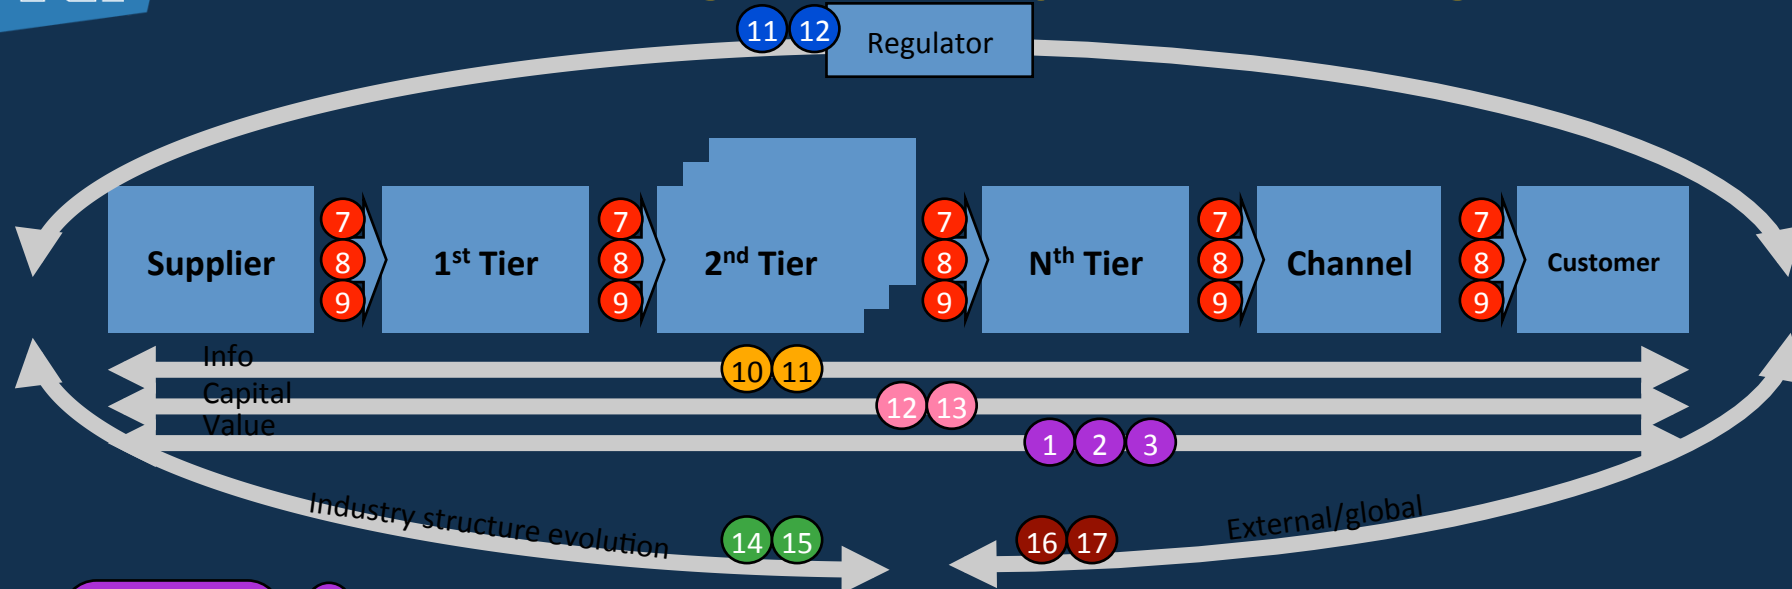 11 12 Regulator
7 7 7 7 7
Supplier 8 1st Tier 8 2nd Tier 8 Nth Tier 8 Channel 8 Customer
9 9 9 9 9
Info 10 11
Capital 12 13
Value 1 2 3
Industry structure evolution 14 15 16 17 External/global